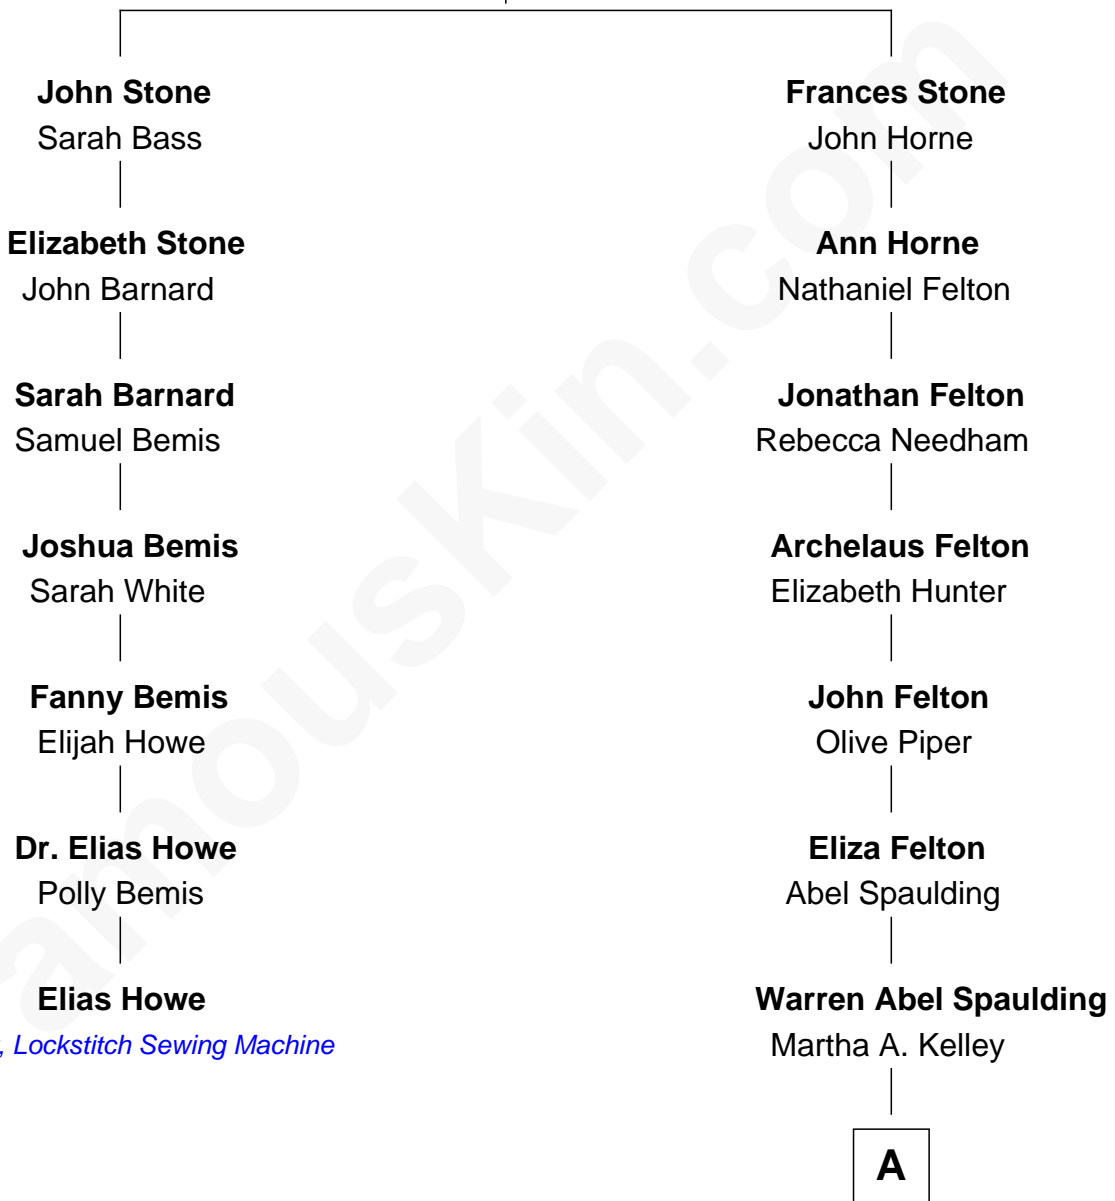 John Stone
Sarah Bass
Elizabeth Stone
John Barnard
Sarah Barnard
Samuel Bemis
Joshua Bemis
Sarah White
Fanny Bemis
Elijah Howe
Dr. Elias Howe
Polly Bemis
Elias Howe
, Lockstitch Sewing Machine
Frances Stone
John Horne
Ann Horne
Nathaniel Felton
Jonathan Felton
Rebecca Needham
Archelaus Felton
Elizabeth Hunter
John Felton
Olive Piper
Eliza Felton
Abel Spaulding
Warren Abel Spaulding
Martha A. Kelley
A
amousKin.com